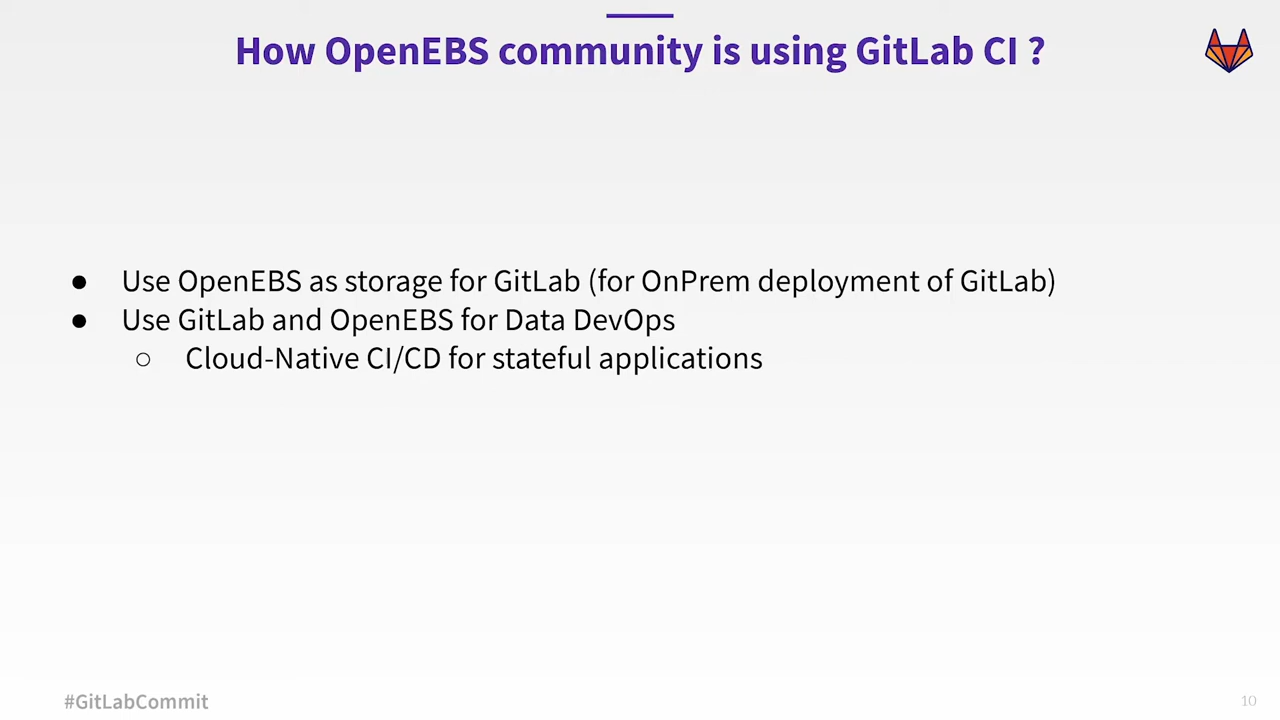 How OpenEBS community is using GitLab CI ?
● Use OpenEBS as storage for GitLab (for OnPrem deployment of GitLab)
● Use GitLab and OpenEBS for Data DevOps
○ Cloud-Native CI/CD for stateful applications
#GitLabCommit
10